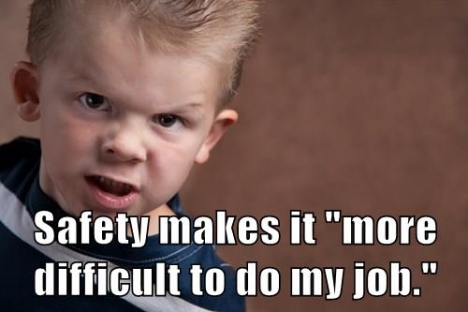 Safety makes it "more
difficult to do my job."